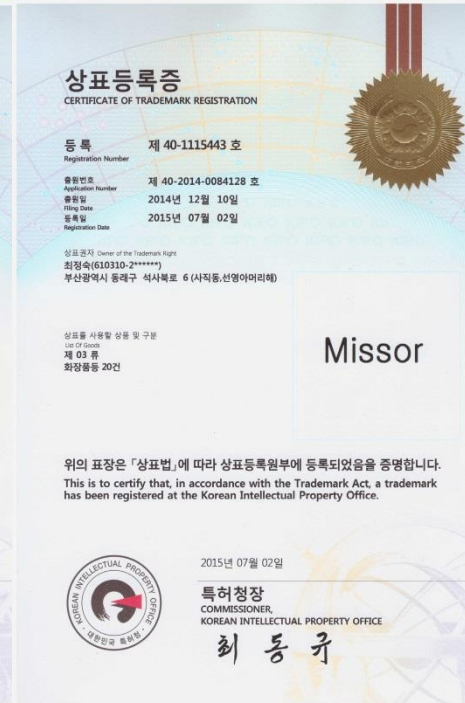 상표등록증
CERTIFICATE OF TRADEMARK REGISTRATION
등록 제 40-1115443 호
Registration Number
출원번호 제 40-2014-0084128 호
Application Number
출원일 2014년 12월 10일
Filing Date
등록일 2015년 07월 02일
Registration Date
상표권자 Owner of the Trademark Right
최정숙(610310-2******)
부산광역시 동래구 석사북로 6 (사직동,선영아머리해)
상표를 사용할 상품 및 구분
List Of Goods
제 03 류
화장품등 20건
Missor
위의 표장은 「상표법」에 따라 상표등록원부에 등록되었음을 증명합니다.
This is to certify that, in accordance with the Trademark Act, a trademark
has been registered at the Korean Intellectual Property Office.
2015년 07월 02일
특허청장
COMMISSIONER,
KOREAN INTELLECTUAL PROPERTY OFFICE
최동규
KOREAN INTELLECTUAL PROPERTY OFFICE
대한민국 특허청